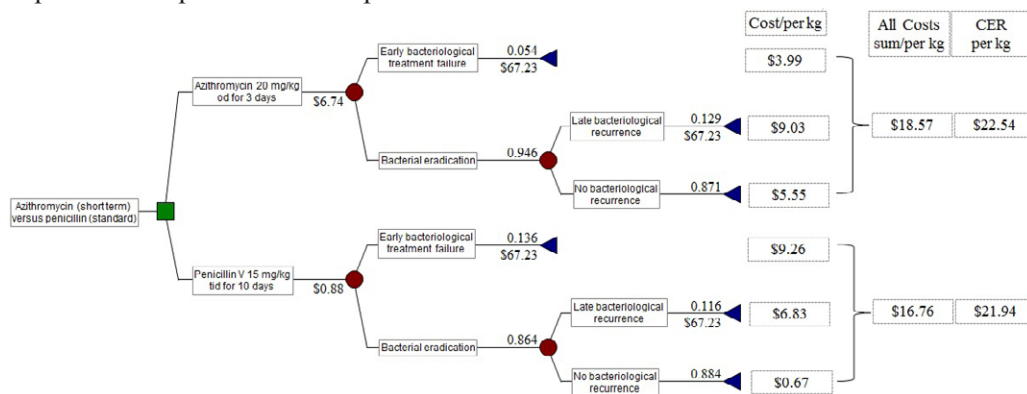 Cost/per kg
All Costs
sum/per kg
CER
per kg
Early bacteriological
treatment failure
0.054
$67.23
$3.99
Azithromycin 20 mg/kg
od for 3 days
$6.74
Late bacteriological
recurrence
0.129
$67.23
$9.03
$18.57
$22.54
Bacterial eradication
0.946
No bacteriological
recurrence
0.871
$5.55
Azithromycin (short term)
versus penicillin (standard)
Early bacteriological
treatment failure
0.136
$67.23
$9.26
Penicillin V 15 mg/kg
tid for 10 days
$0.88
Late bacteriological
recurrence
0.116
$67.23
$6.83
$16.76
$21.94
Bacterial eradication
0.864
No bacteriological
recurrence
0.884
$0.67